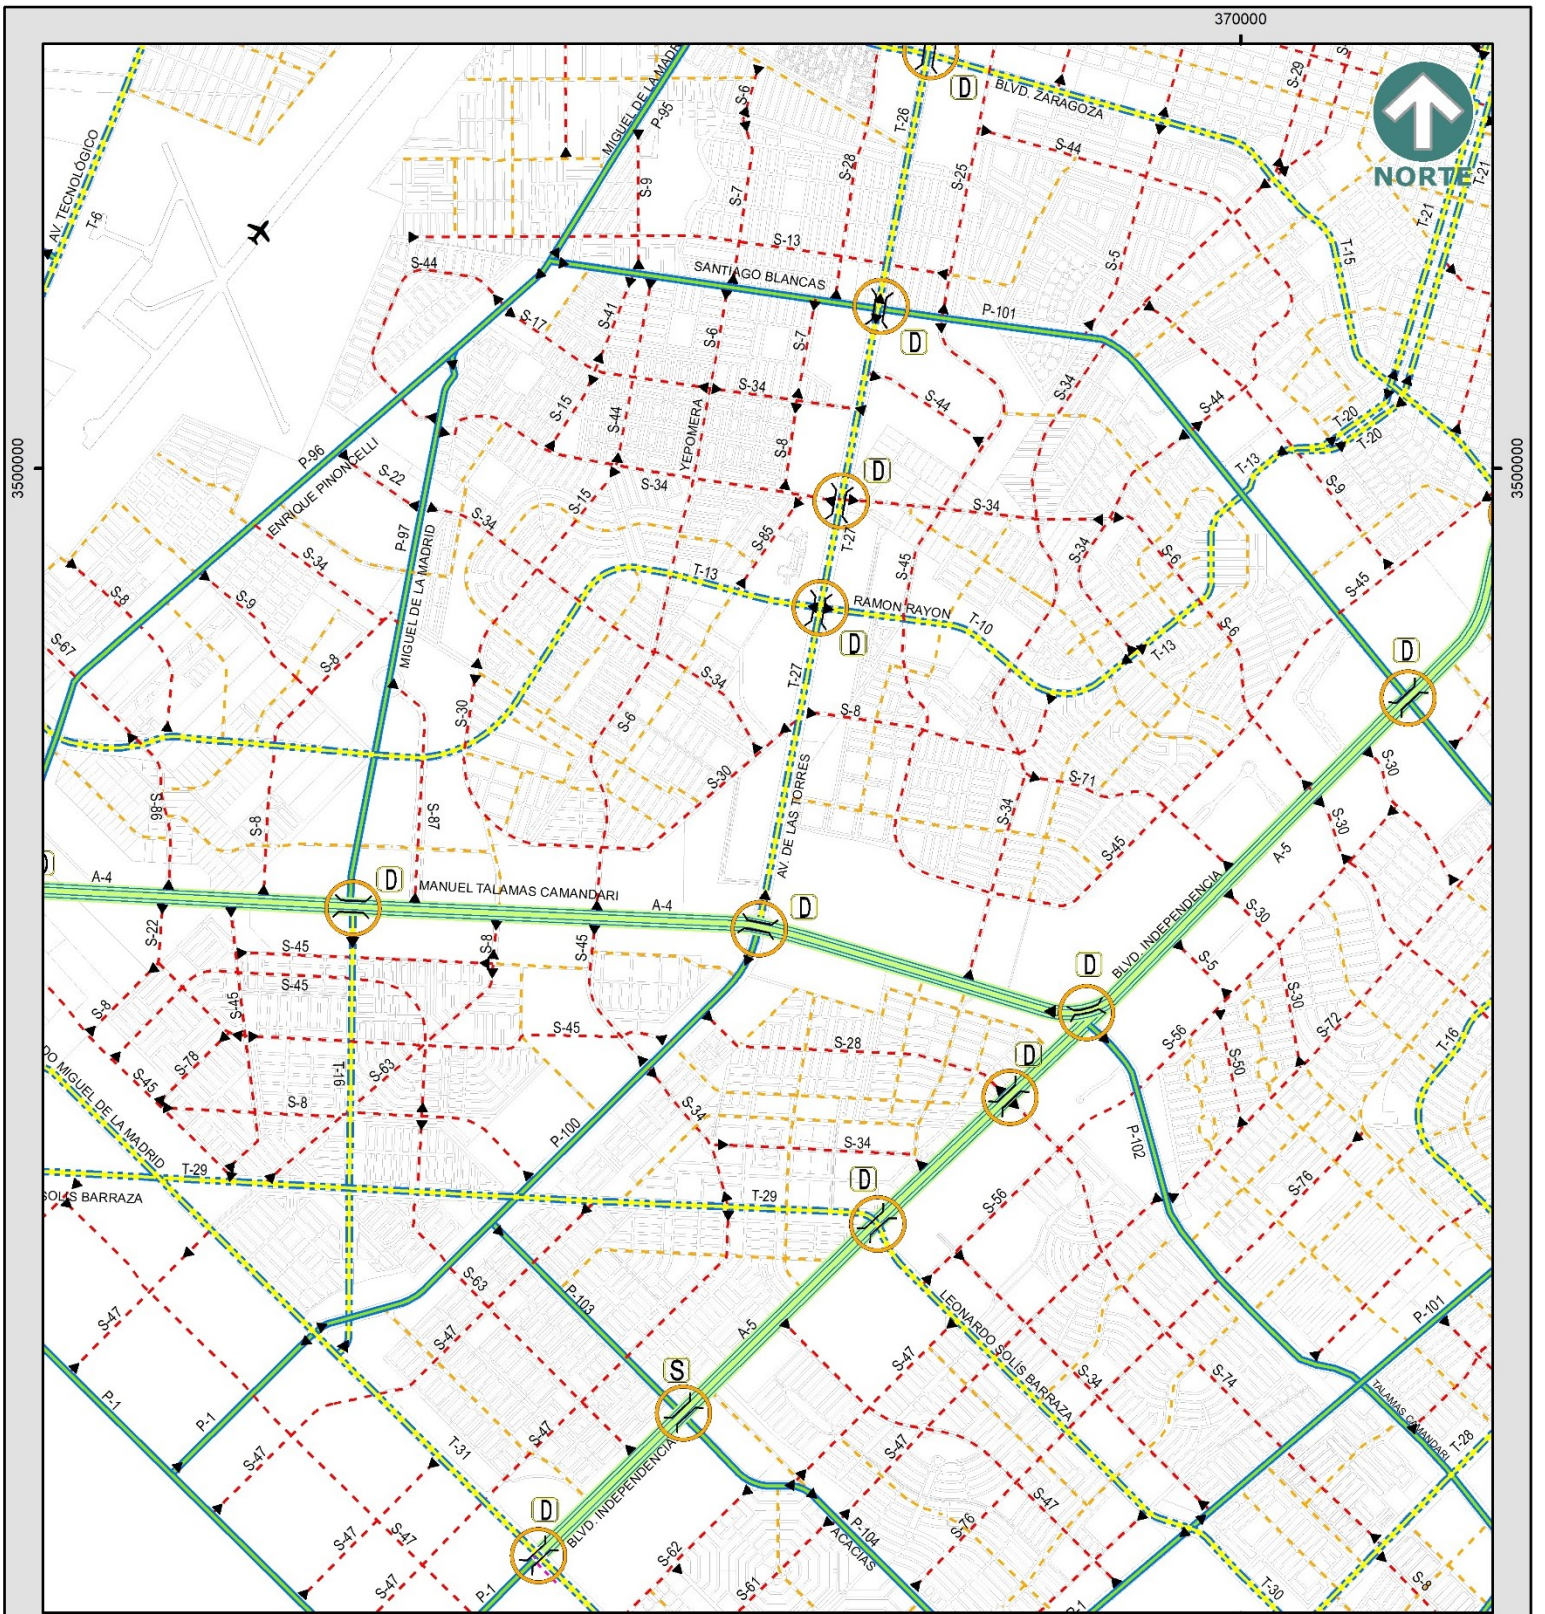 370000
NORTE
3500000
3500000
AV. TECNOLÓGICO
T-6
MIGUEL DE LA MADR
P-95
S-6
S-9
S-7
S-28
T-26
D
BLVD. ZARAGOZA
S-29
S-44
S-25
T-21
T-21
S-13
S-5
T-15
S-44
SANTIAGO BLANCAS
P-101
D
S-17
S-41
S-6
S-7
S-34
S-34
S-44
S-44
S-15
S-44
YEPOMERA
S-8
T-20
T-20
P-96
ENRIQUE PINONCELLI
S-22
S-34
D
S-34
T-13
S-9
S-15
S-34
P-97
S-34
S-85
T-27
S-45
S-34
S-6
T-13
MIGUEL DE LA MADRID
S-8
S-9
RAMON RAYON
T-10
S-45
D
S-67
S-8
S-6
T-13
D
S-34
T-27
S-30
S-6
S-8
S-30
S-71
S-30
S-86
S-8
S-87
AV. DE LAS TORRES
S-34
S-30
S-45
A-5
A-4
D
MANUEL TALAMAS CAMANDARI
A-4
D
BLVD. INDEPENDENCIA
S-30
S-22
S-45
S-8
S-45
D
S-5
S-45
S-45
S-30
S-8
S-72
S-45
S-28
S-56
T-16
D
S-50
DO MIGUEL DE LA MADRID
S-78
S-45
T-16
S-63
S-8
S-34
P-100
S-34
P-102
T-29
SOLIS BARRAZA
T-29
D
S-56
S-76
S-63
P-103
S-47
S-47
A-5
LEONARDO SOLÍS BARRAZA
P-101
S-47
S-34
S-74
S
P-1
P-1
TALAMAS CAMANDARI
S-47
T-31
S-47
S-47
T-28
BLVD. INDEPENDENCIA
D
S-47
S-47
S-47
S-76
P-104
ACACIAS
S-62
S-47
P-1
S-61
T-30
S-8
P-1